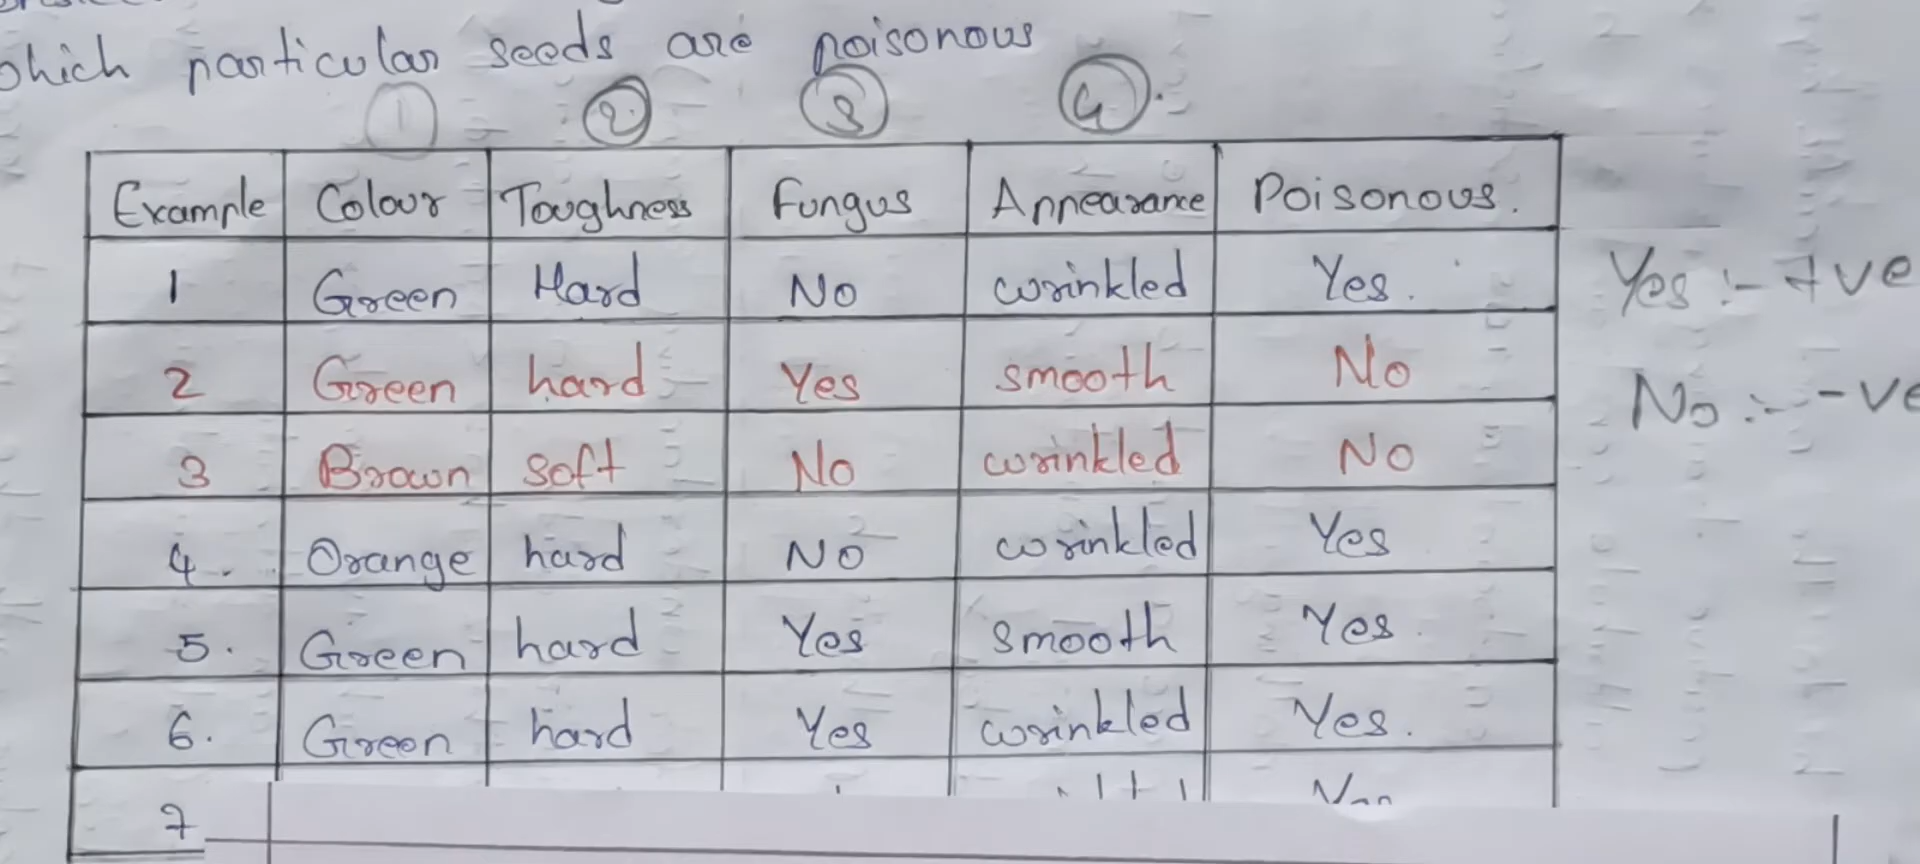 which particular seeds are poisonous
1 2 3 4.
Example Colour Toughness Fungus Appearance Poisonous.
1 Green Hard No wrinkled Yes.
2 Green hard Yes smooth No
3 Brown soft No wrinkled No
4. Orange hard No wrinkled Yes
5. Green hard Yes smooth Yes
6. Green hard Yes wrinkled Yes.
7
Yes :- +ve
No :- -ve